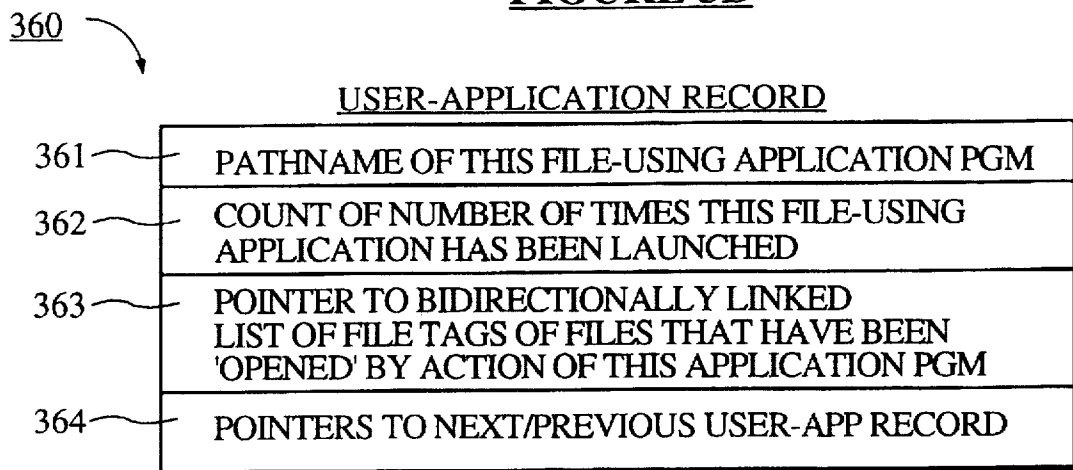 360
USER-APPLICATION RECORD
361 PATHNAME OF THIS FILE-USING APPLICATION PGM
362 COUNT OF NUMBER OF TIMES THIS FILE-USING
APPLICATION HAS BEEN LAUNCHED
363 POINTER TO BIDIRECTIONALLY LINKED
LIST OF FILE TAGS OF FILES THAT HAVE BEEN
'OPENED' BY ACTION OF THIS APPLICATION PGM
364 POINTERS TO NEXT/PREVIOUS USER-APP RECORD